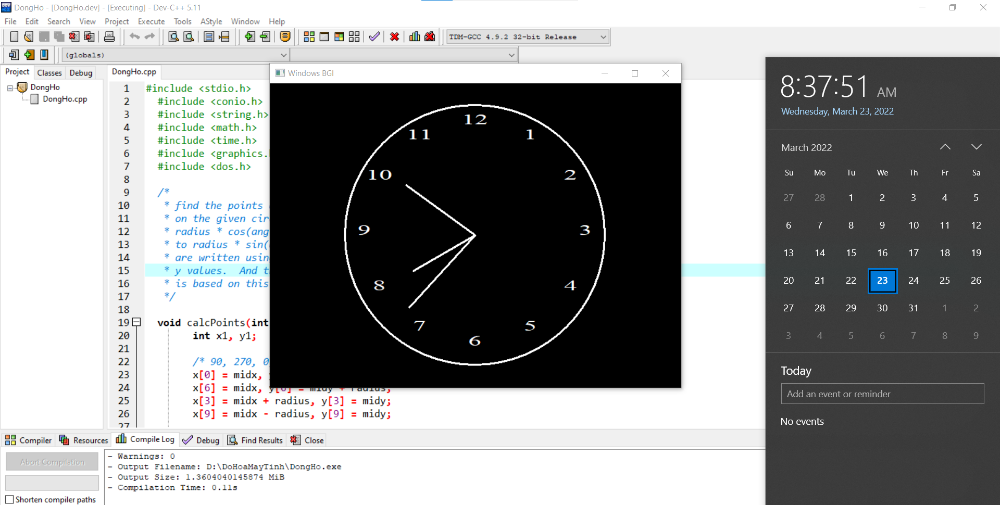 DongHo - [DongHo.dev] - [Executing] - Dev-C++ 5.11
File Edit Search View Project Execute Tools AStyle Window Help
TDM-GCC 4.9.2 32-bit Release
(globals)
Project Classes Debug
DongHo
DongHo.cpp
DongHo.cpp
1 #include <stdio.h>
2 #include <conio.h>
3 #include <string.h>
4 #include <math.h>
5 #include <time.h>
6 #include <graphics.
7 #include <dos.h>
8
9 /*
10 * find the points
11 * on the given cir
12 * radius * cos(ang
13 * to radius * sin(
14 * are written usin
15 * y values. And t
16 * is based on this
17 */
18
19 void calcPoints(int
20 int x1, y1;
21
22 /* 90, 270, 0
23 x[0] = midx,
24 x[6] = midx, y[6] = midy + radius,
25 x[3] = midx + radius, y[3] = midy;
26 x[9] = midx - radius, y[9] = midy;
27
Windows BGI
12
11 1
10 2
9 3
8 4
7 5
6
8:37:51 AM
Wednesday, March 23, 2022
March 2022
Su Mo Tu We Th Fr Sa
27 28 1 2 3 4 5
6 7 8 9 10 11 12
13 14 15 16 17 18 19
20 21 22 23 24 25 26
27 28 29 30 31 1 2
3 4 5 6 7 8 9
Today
Add an event or reminder
No events
Compiler Resources Compile Log Debug Find Results Close
Abort Compilation
Shorten compiler paths
- Warnings: 0
- Output Filename: D:\DoHoaMayTinh\DongHo.exe
- Output Size: 1.3604040145874 MiB
- Compilation Time: 0.11s